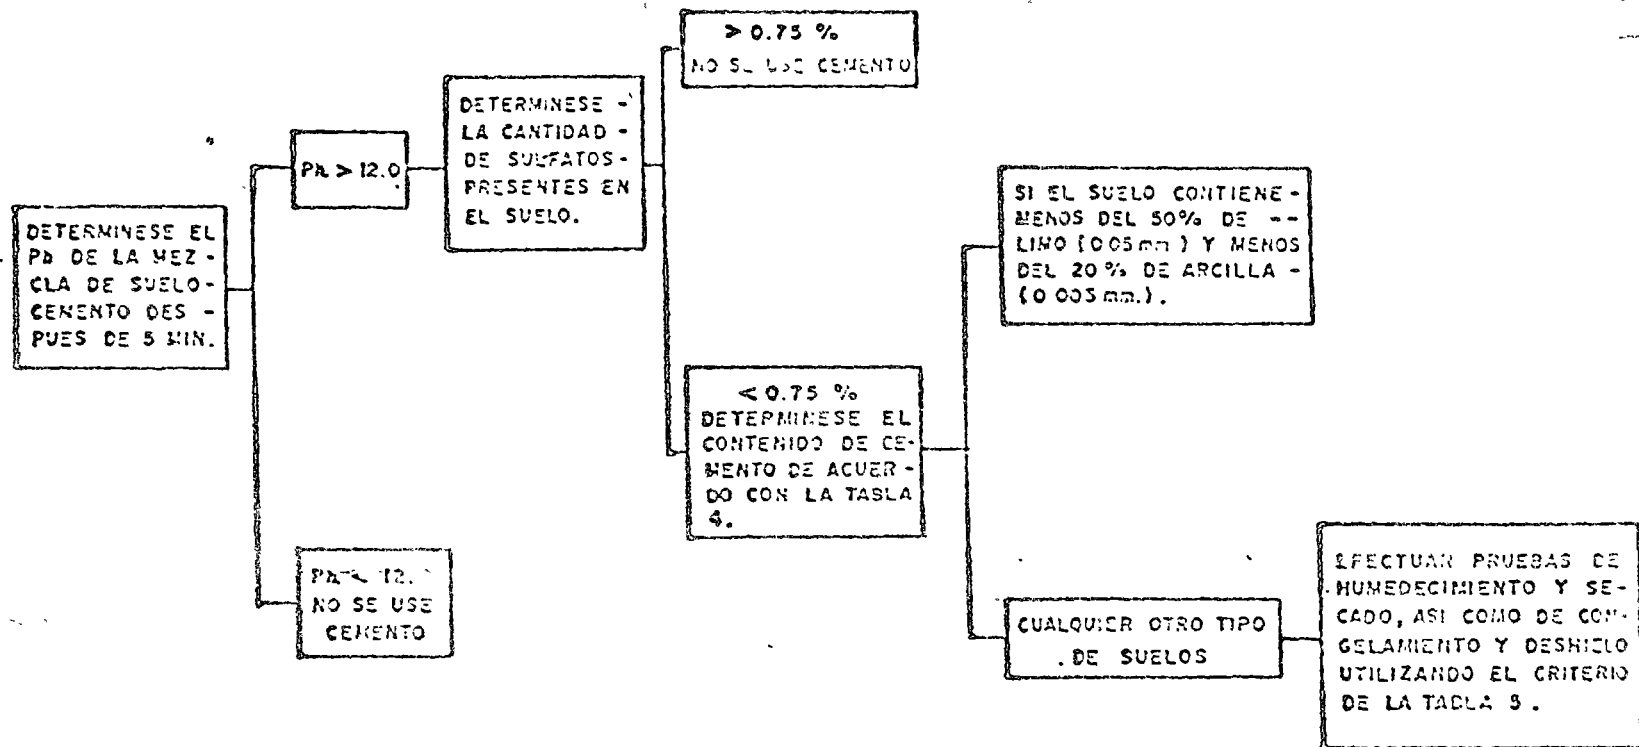 DETERMINESE EL
Ph DE LA MEZ-
CLA DE SUELO-
CEMENTO DES-
PUES DE 5 MIN.
Ph > 12.0
Ph < 12.
NO SE USE
CEMENTO
DETERMINESE -
LA CANTIDAD -
DE SULFATOS-
PRESENTES EN
EL SUELO.
> 0.75 %
NO SE USE CEMENTO
< 0.75 %
DETERMINESE EL
CONTENIDO DE CE-
MENTO DE ACUER-
DO CON LA TABLA
4.
SI EL SUELO CONTIENE-
MENOS DEL 50% DE --
LIMO (0.05 mm) Y MENOS
DEL 20 % DE ARCILLA -
(0.005 mm.).
CUALQUIER OTRO TIPO
DE SUELOS
EFECTUAR PRUEBAS DE
HUMEDECIMIENTO Y SE-
CADO, ASI COMO DE CON-
GELAMIENTO Y DESHIELO
UTILIZANDO EL CRITERIO
DE LA TABLA 5.